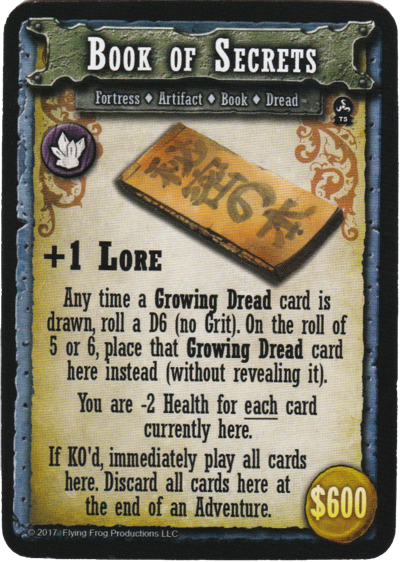 Book of Secrets
Fortress ♦ Artifact ♦ Book ♦ Dread
TS
+1 Lore
Any time a Growing Dread card is
drawn, roll a D6 (no Grit). On the roll of
5 or 6, place that Growing Dread card
here instead (without revealing it).
You are -2 Health for each card
currently here.
If KO'd, immediately play all cards
here. Discard all cards here at
the end of an Adventure.
$600
© 2017 Flying Frog Productions LLC